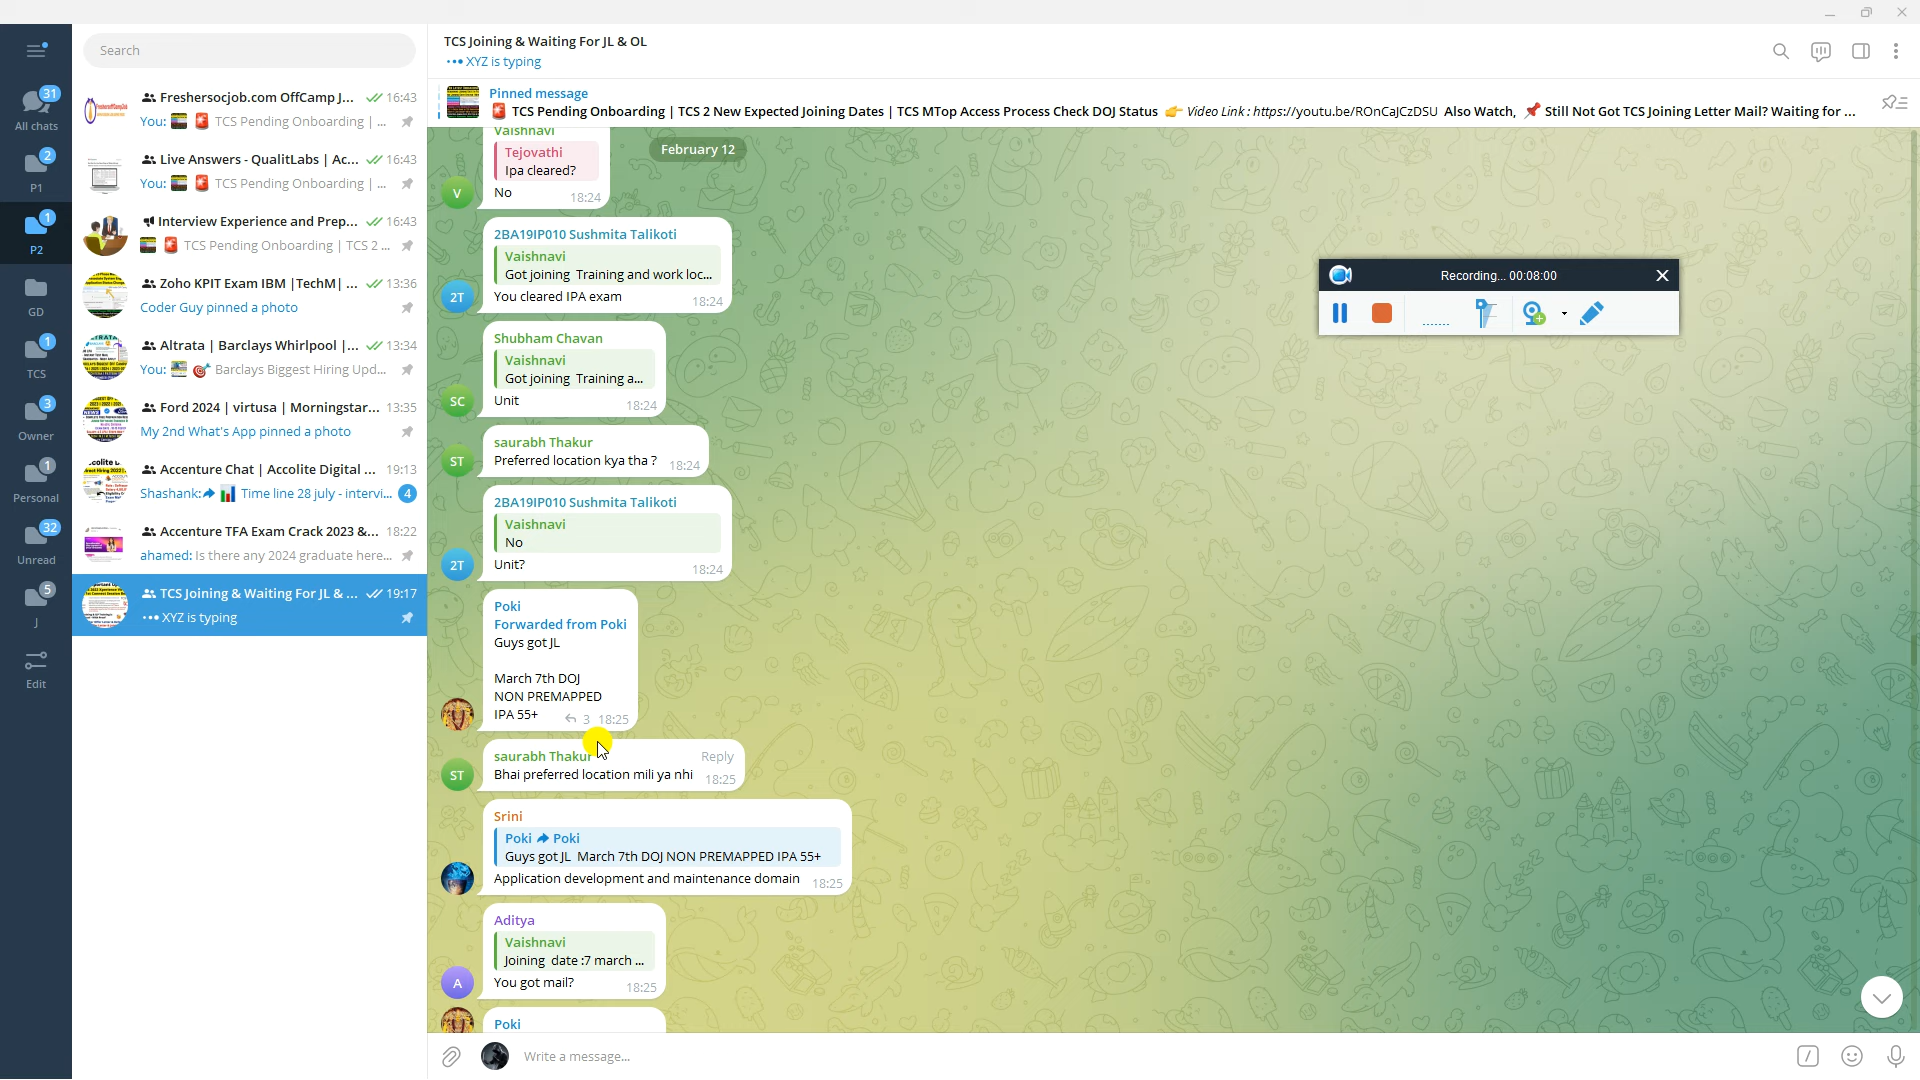 Search
31
All chats
2
P1
1
P2
GD
1
TCS
3
Owner
1
Personal
32
Unread
5
J
Edit
Freshersocjob.com OffCamp J... 16:43
You: TCS Pending Onboarding | ...
Live Answers - QualitLabs | Ac... 16:43
You: TCS Pending Onboarding | ...
Interview Experience and Prep... 16:43
TCS Pending Onboarding | TCS 2 ...
Zoho KPIT Exam IBM |TechM| ... 13:36
Coder Guy pinned a photo
Altrata | Barclays Whirlpool |... 13:34
You: Barclays Biggest Hiring Upd...
Ford 2024 | virtusa | Morningstar... 13:35
My 2nd What's App pinned a photo
Accenture Chat | Accolite Digital ... 19:13
Shashank: Time line 28 july - intervi... 4
Accenture TFA Exam Crack 2023 &... 18:22
ahamed: Is there any 2024 graduate here...
TCS Joining & Waiting For JL & ... 19:17
XYZ is typing
TCS Joining & Waiting For JL & OL
XYZ is typing
Pinned message
TCS Pending Onboarding | TCS 2 New Expected Joining Dates | TCS MTop Access Process Check DOJ Status 👉 Video Link : https://youtu.be/ROnCaJCzDSU Also Watch, 📌 Still Not Got TCS Joining Letter Mail? Waiting for ...
February 12
Vaishnavi
Tejovathi
Ipa cleared?
No 18:24
V
2BA19IP010 Sushmita Talikoti
Vaishnavi
Got joining Training and work loc...
You cleared IPA exam 18:24
2T
Shubham Chavan
Vaishnavi
Got joining Training a...
Unit 18:24
SC
saurabh Thakur
Preferred location kya tha ? 18:24
ST
2BA19IP010 Sushmita Talikoti
Vaishnavi
No
Unit? 18:24
2T
Poki
Forwarded from Poki
Guys got JL
March 7th DOJ
NON PREMAPPED
IPA 55+ 3 18:25
saurabh Thakur Reply
Bhai preferred location mili ya nhi 18:25
ST
Srini
Poki Poki
Guys got JL March 7th DOJ NON PREMAPPED IPA 55+
Application development and maintenance domain 18:25
Aditya
Vaishnavi
Joining date :7 march ...
You got mail? 18:25
A
Poki
Write a message...
Recording... 00:08:00